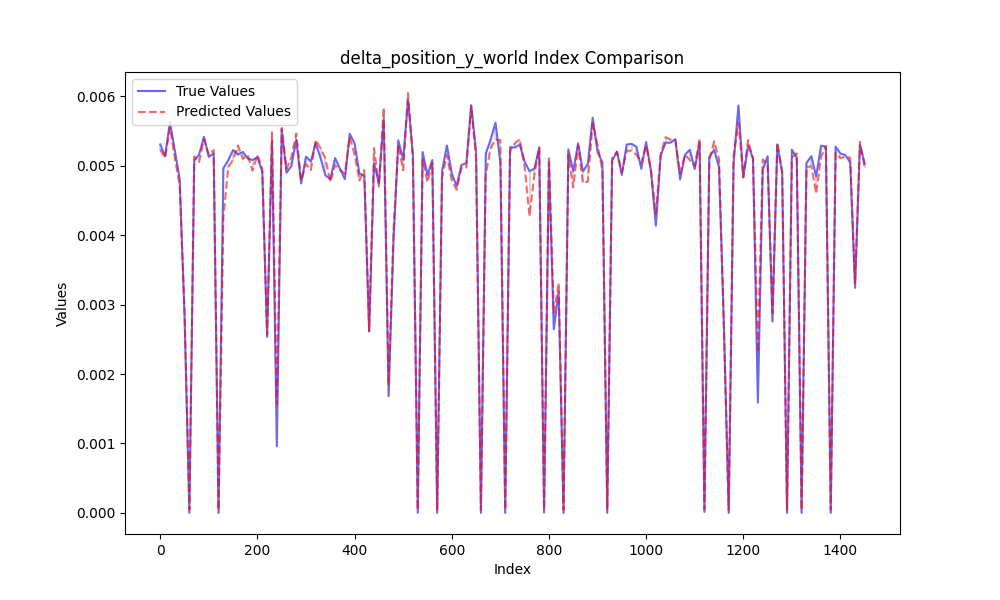 delta_position_y_world Index Comparison
True Values
Predicted Values
0.006
0.005
0.004
0.003
0.002
0.001
0.000
Values
0 200 400 600 800 1000 1200 1400
Index